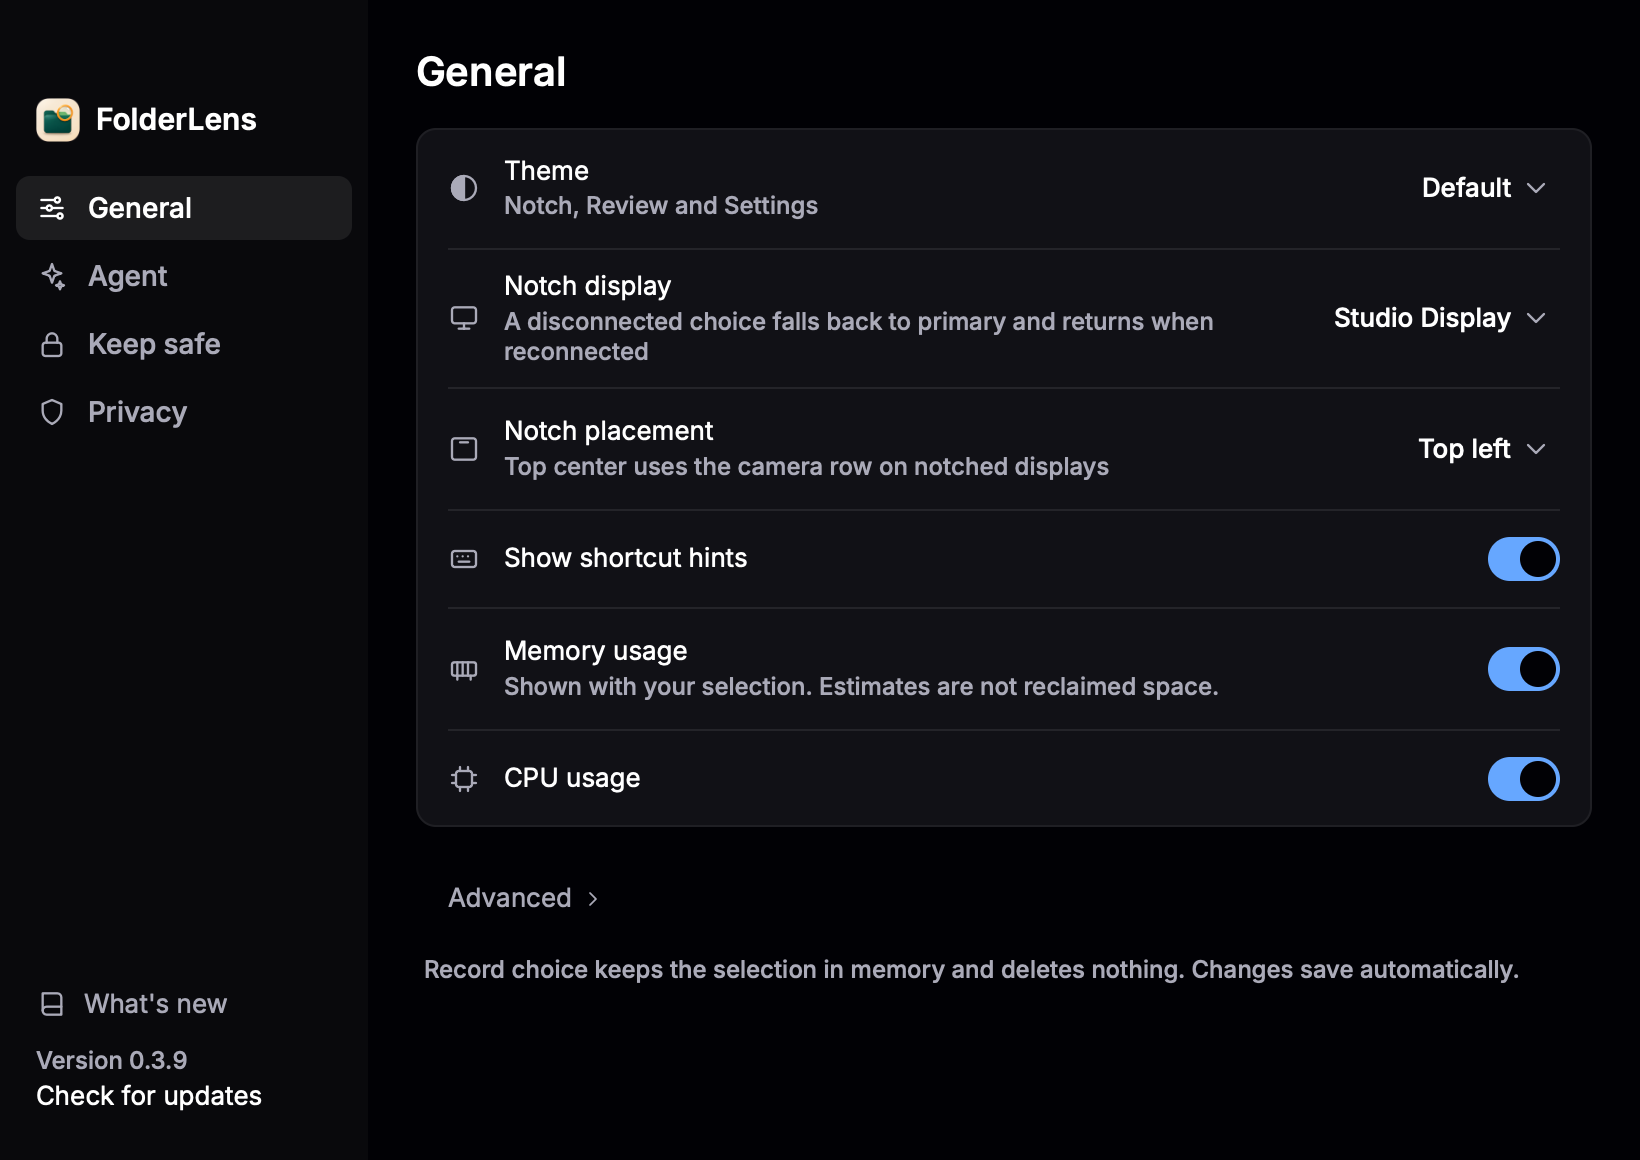 FolderLens
General
Agent
Keep safe
Privacy
What's new
Version 0.3.9
Check for updates
General
Theme
Notch, Review and Settings
Default
Notch display
A disconnected choice falls back to primary and returns when
reconnected
Studio Display
Notch placement
Top center uses the camera row on notched displays
Top left
Show shortcut hints
Memory usage
Shown with your selection. Estimates are not reclaimed space.
CPU usage
Advanced
Record choice keeps the selection in memory and deletes nothing. Changes save automatically.